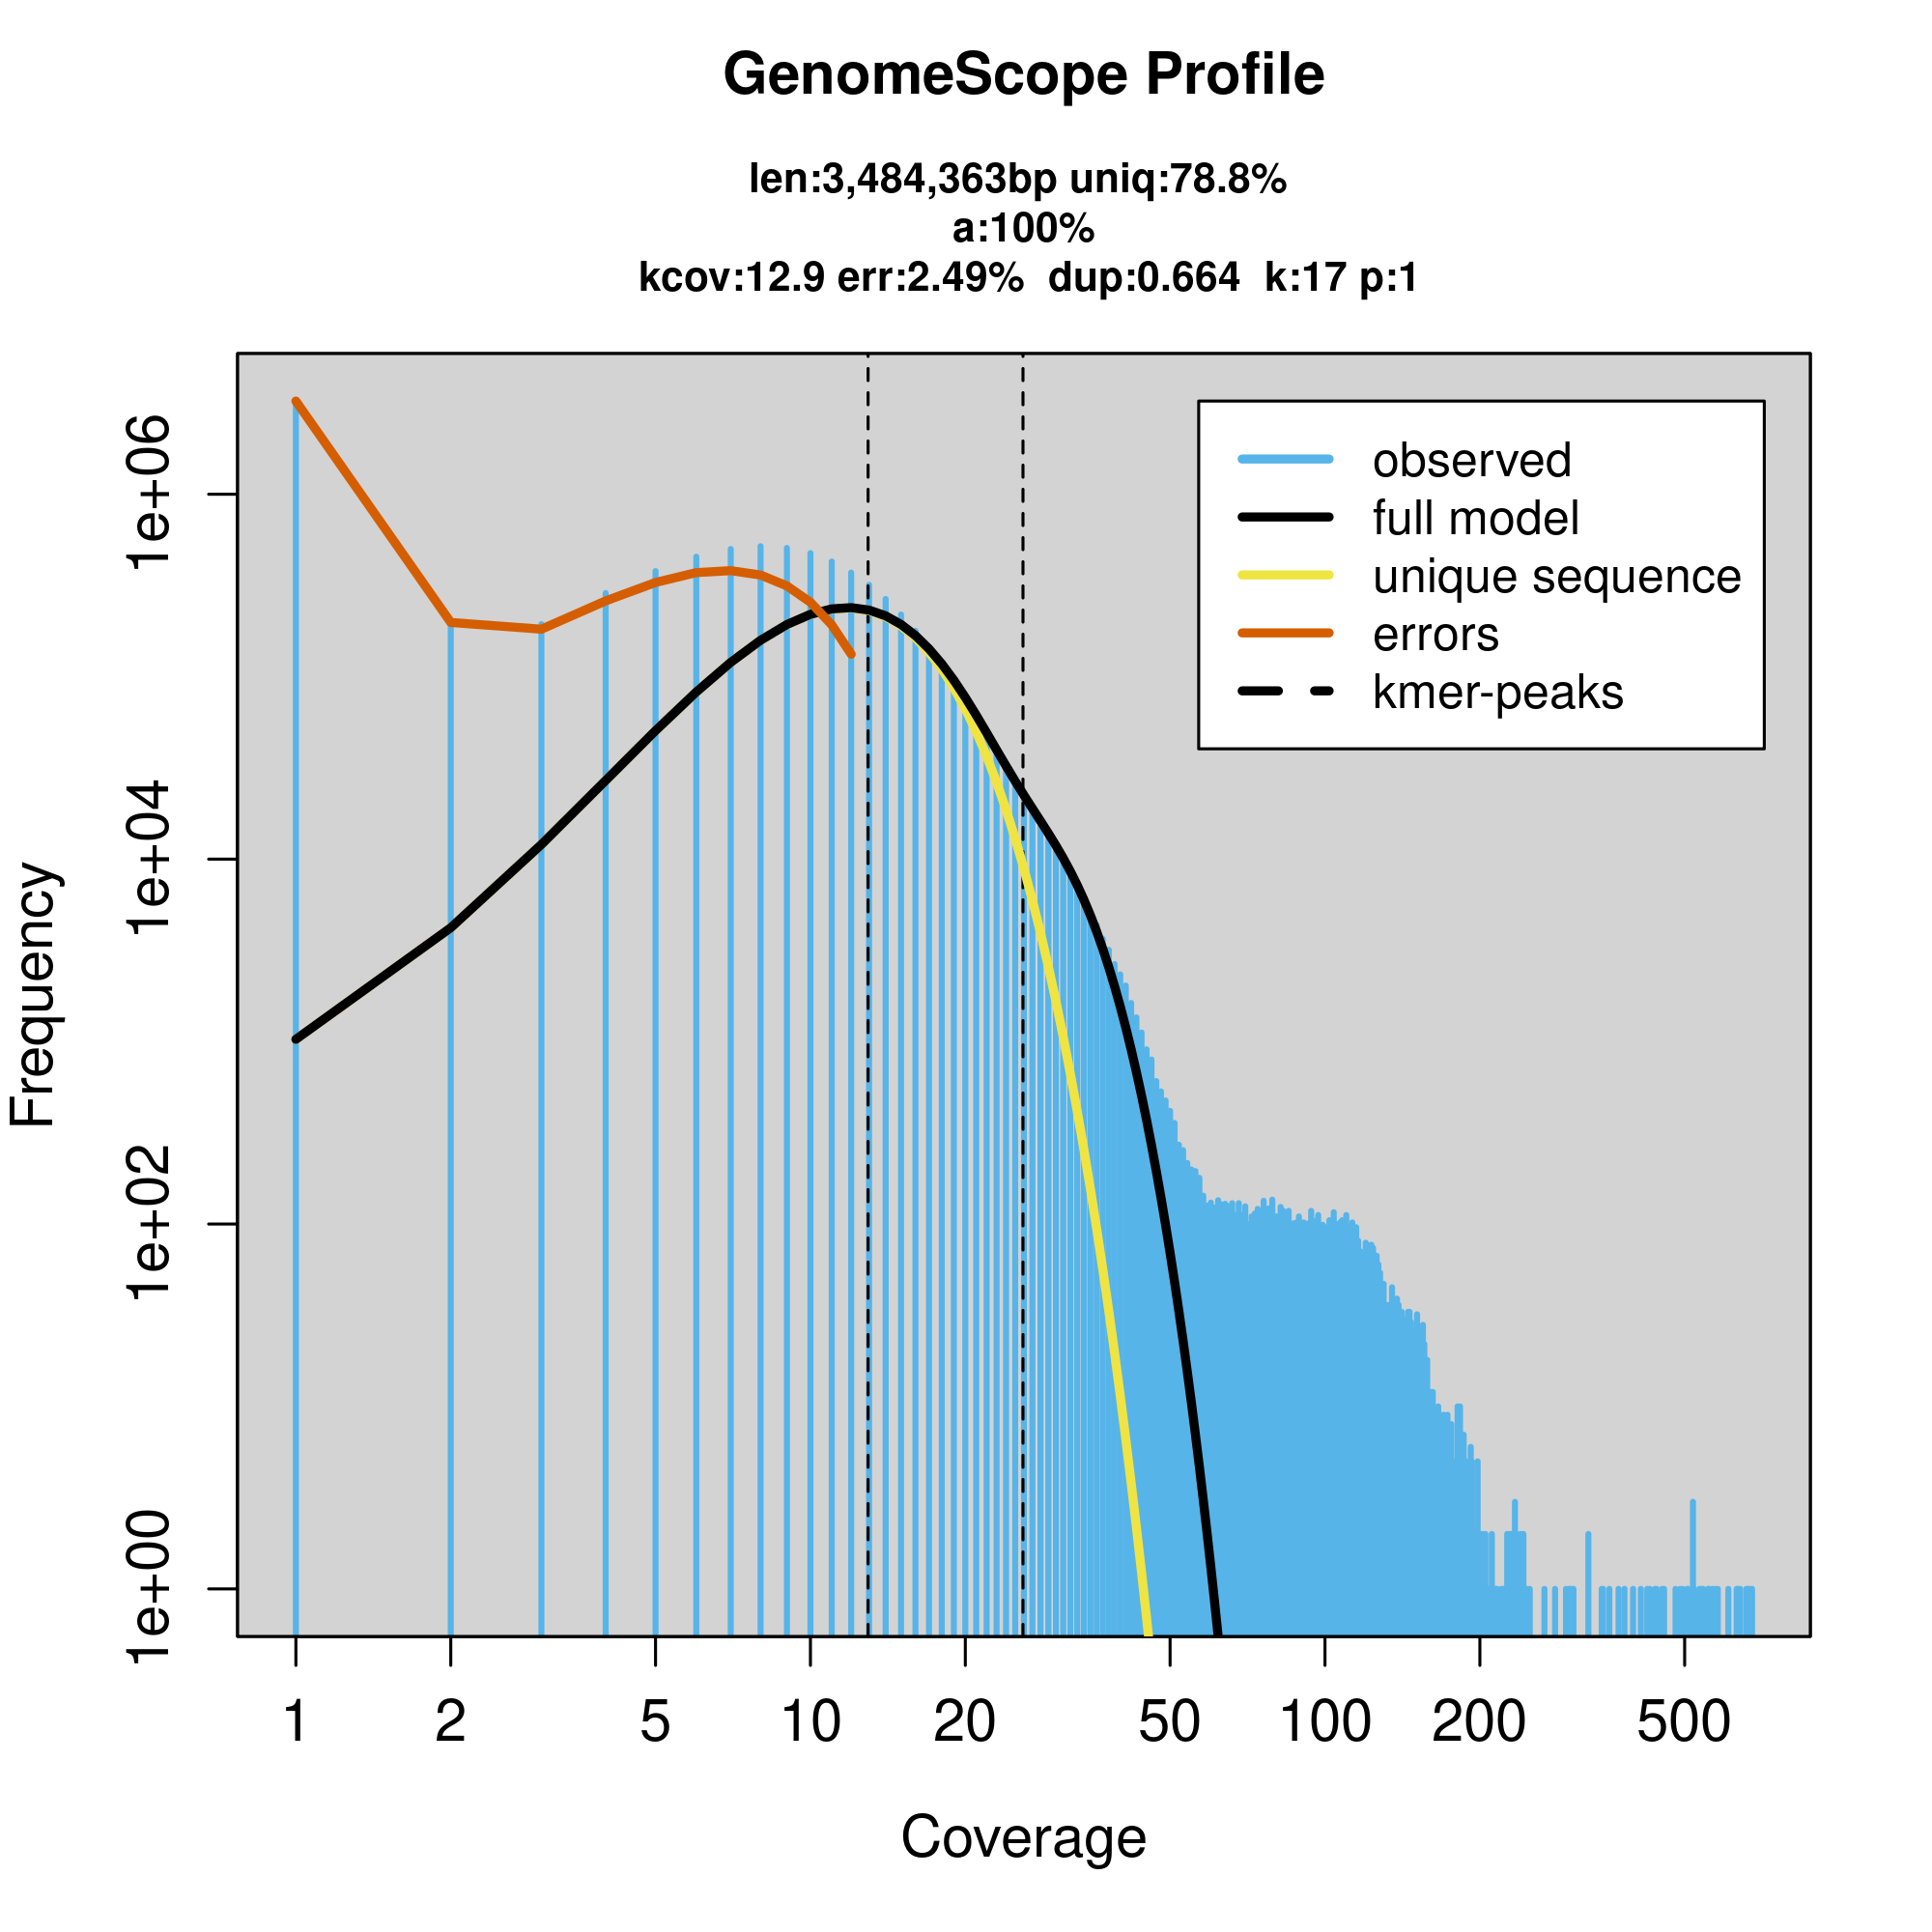 GenomeScope Profile
len:3,484,363bp uniq:78.8%
a:100%
kcov:12.9 err:2.49%  dup:0.664  k:17 p:1
observed
full model
unique sequence
errors
kmer-peaks
Frequency
1e+06
1e+04
1e+02
1e+00
1 2 5 10 20 50 100 200 500
Coverage